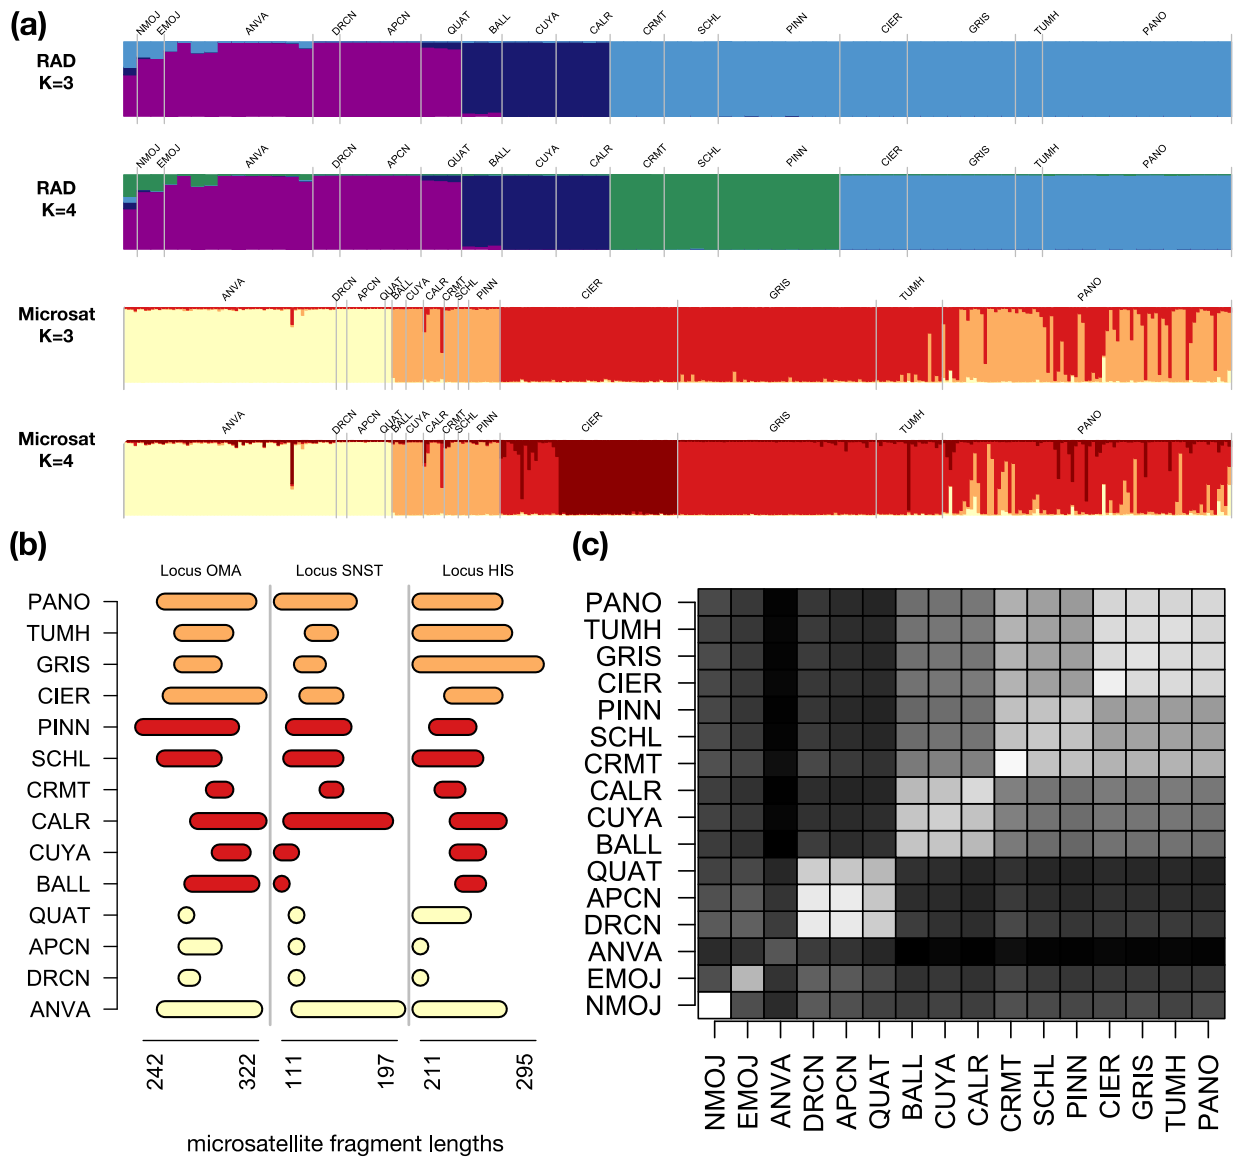 (a)
NMOJ EMOJ ANVA DRCN APCN QUAT BALL CUYA CALR CRMT SCHL PINN CIER GRIS TUMH PANO
RAD
K=3
NMOJ EMOJ ANVA DRCN APCN QUAT BALL CUYA CALR CRMT SCHL PINN CIER GRIS TUMH PANO
RAD
K=4
ANVA DRCN APCN QUAT BALL CUYA CALR CRMT SCHL PINN CIER GRIS TUMH PANO
Microsat
K=3
ANVA DRCN APCN QUAT BALL CUYA CALR CRMT SCHL PINN CIER GRIS TUMH PANO
Microsat
K=4
(b)
Locus OMA Locus SNST Locus HIS
PANO
TUMH
GRIS
CIER
PINN
SCHL
CRMT
CALR
CUYA
BALL
QUAT
APCN
DRCN
ANVA
242 322 111 197 211 295
microsatellite fragment lengths
(c)
PANO
TUMH
GRIS
CIER
PINN
SCHL
CRMT
CALR
CUYA
BALL
QUAT
APCN
DRCN
ANVA
EMOJ
NMOJ
NMOJ EMOJ ANVA DRCN APCN QUAT BALL CUYA CALR CRMT SCHL PINN CIER GRIS TUMH PANO